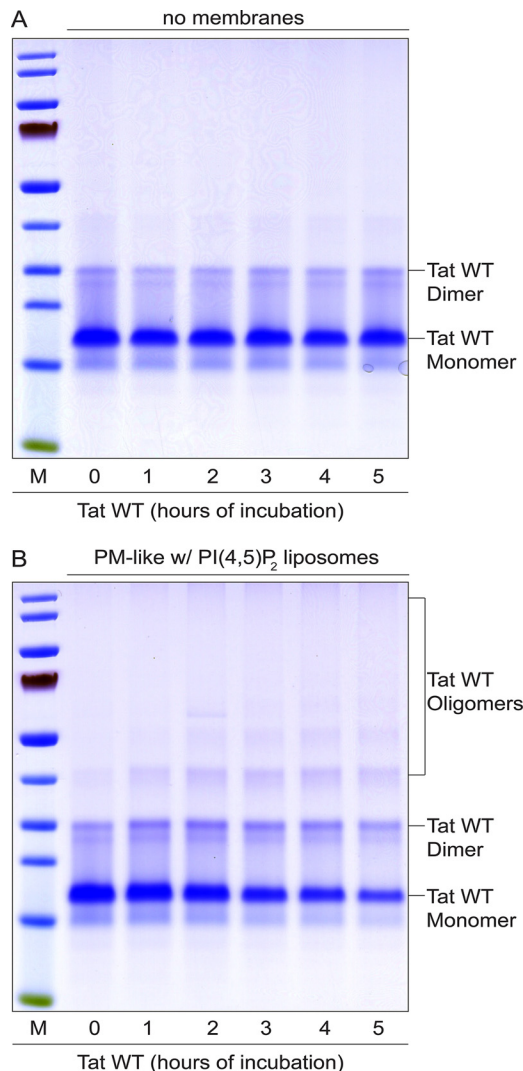 A
no membranes
Tat WT
Dimer
Tat WT
Monomer
M 0 1 2 3 4 5
Tat WT (hours of incubation)
B
PM-like w/ PI(4,5)P₂ liposomes
Tat WT
Oligomers
Tat WT
Dimer
Tat WT
Monomer
M 0 1 2 3 4 5
Tat WT (hours of incubation)